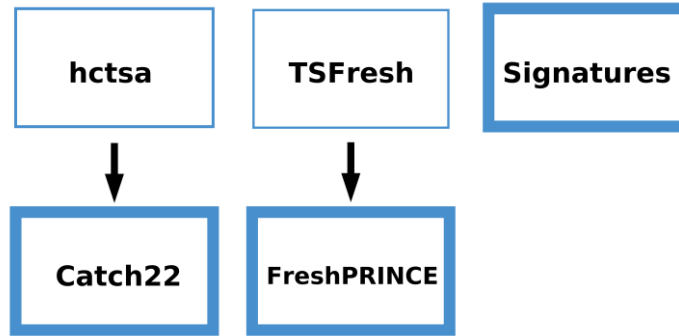 hctsa
TSFresh
Signatures
Catch22
FreshPRINCE